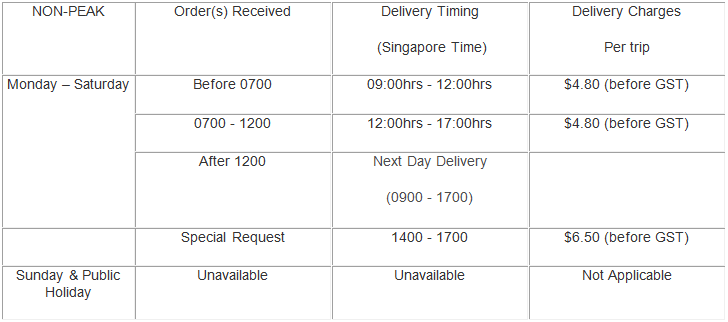 NON-PEAK
Order(s) Received
Delivery Timing
(Singapore Time)
Delivery Charges
Per trip
Monday – Saturday
Before 0700
09:00hrs - 12:00hrs
$4.80 (before GST)
0700 - 1200
12:00hrs - 17:00hrs
$4.80 (before GST)
After 1200
Next Day Delivery
(0900 - 1700)
Special Request
1400 - 1700
$6.50 (before GST)
Sunday & Public
Holiday
Unavailable
Unavailable
Not Applicable